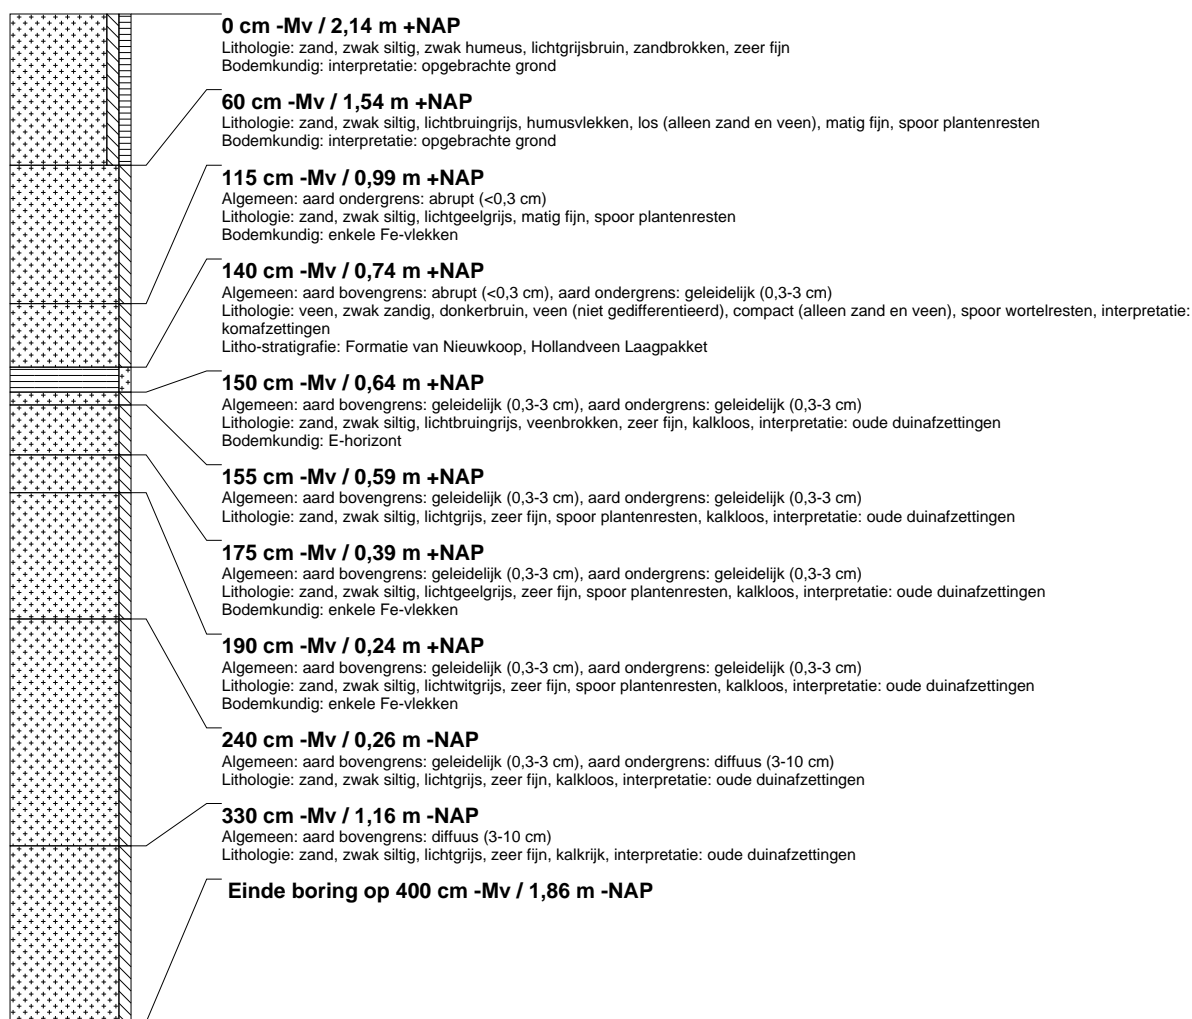 0 cm -Mv / 2,14 m +NAP
Lithologie: zand, zwak siltig, zwak humeus, lichtgrijsbruin, zandbrokken, zeer fijn
Bodemkundig: interpretatie: opgebrachte grond
60 cm -Mv / 1,54 m +NAP
Lithologie: zand, zwak siltig, lichtbruingrijs, humusvlekken, los (alleen zand en veen), matig fijn, spoor plantenresten
Bodemkundig: interpretatie: opgebrachte grond
115 cm -Mv / 0,99 m +NAP
Algemeen: aard ondergrens: abrupt (<0,3 cm)
Lithologie: zand, zwak siltig, lichtgeelgrijs, matig fijn, spoor plantenresten
Bodemkundig: enkele Fe-vlekken
140 cm -Mv / 0,74 m +NAP
Algemeen: aard bovengrens: abrupt (<0,3 cm), aard ondergrens: geleidelijk (0,3-3 cm)
Lithologie: veen, zwak zandig, donkerbruin, veen (niet gedifferentieerd), compact (alleen zand en veen), spoor wortelresten, interpretatie:
komafzettingen
Litho-stratigrafie: Formatie van Nieuwkoop, Hollandveen Laagpakket
150 cm -Mv / 0,64 m +NAP
Algemeen: aard bovengrens: geleidelijk (0,3-3 cm), aard ondergrens: geleidelijk (0,3-3 cm)
Lithologie: zand, zwak siltig, lichtbruingrijs, veenbrokken, zeer fijn, kalkloos, interpretatie: oude duinafzettingen
Bodemkundig: E-horizont
155 cm -Mv / 0,59 m +NAP
Algemeen: aard bovengrens: geleidelijk (0,3-3 cm), aard ondergrens: geleidelijk (0,3-3 cm)
Lithologie: zand, zwak siltig, lichtgrijs, zeer fijn, spoor plantenresten, kalkloos, interpretatie: oude duinafzettingen
175 cm -Mv / 0,39 m +NAP
Algemeen: aard bovengrens: geleidelijk (0,3-3 cm), aard ondergrens: geleidelijk (0,3-3 cm)
Lithologie: zand, zwak siltig, lichtgeelgrijs, zeer fijn, spoor plantenresten, kalkloos, interpretatie: oude duinafzettingen
Bodemkundig: enkele Fe-vlekken
190 cm -Mv / 0,24 m +NAP
Algemeen: aard bovengrens: geleidelijk (0,3-3 cm), aard ondergrens: geleidelijk (0,3-3 cm)
Lithologie: zand, zwak siltig, lichtwitgrijs, zeer fijn, spoor plantenresten, kalkloos, interpretatie: oude duinafzettingen
Bodemkundig: enkele Fe-vlekken
240 cm -Mv / 0,26 m -NAP
Algemeen: aard bovengrens: geleidelijk (0,3-3 cm), aard ondergrens: diffuus (3-10 cm)
Lithologie: zand, zwak siltig, lichtgrijs, zeer fijn, kalkloos, interpretatie: oude duinafzettingen
330 cm -Mv / 1,16 m -NAP
Algemeen: aard bovengrens: diffuus (3-10 cm)
Lithologie: zand, zwak siltig, lichtgrijs, zeer fijn, kalkrijk, interpretatie: oude duinafzettingen
Einde boring op 400 cm -Mv / 1,86 m -NAP